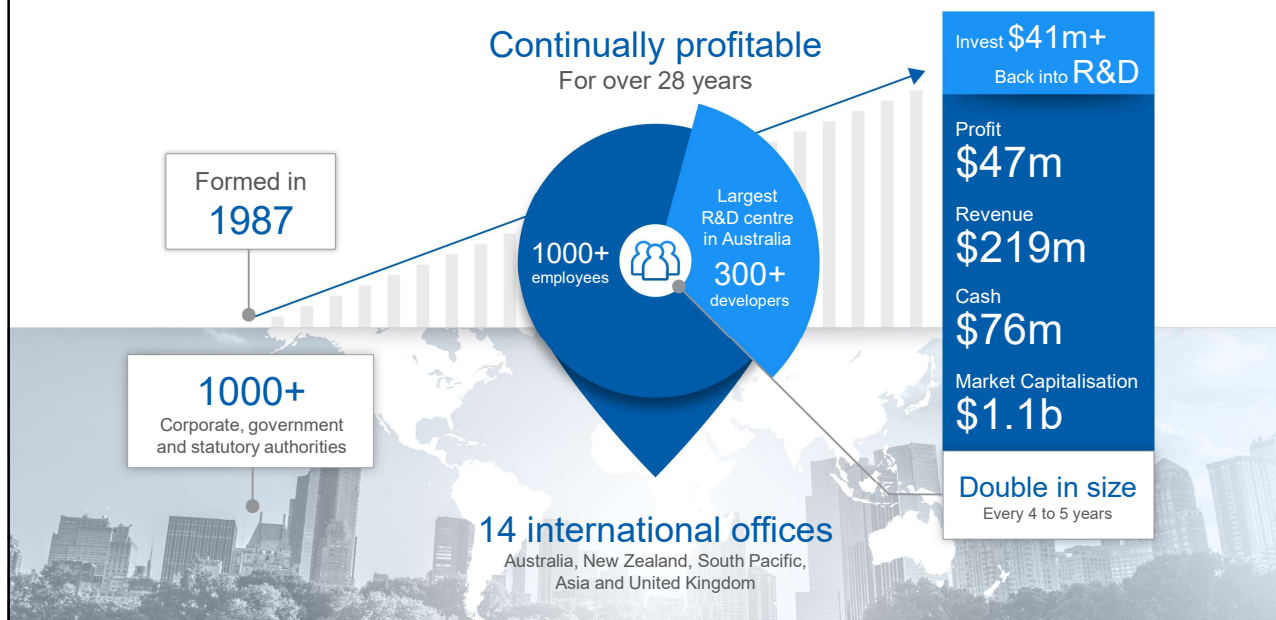 Continually profitable
For over 28 years
Formed in
1987
1000+
employees
Largest
R&D centre
in Australia
300+
developers
1000+
Corporate, government
and statutory authorities
14 international offices
Australia, New Zealand, South Pacific,
Asia and United Kingdom
Invest $41m+
Back into R&D
Profit
$47m
Revenue
$219m
Cash
$76m
Market Capitalisation
$1.1b
Double in size
Every 4 to 5 years